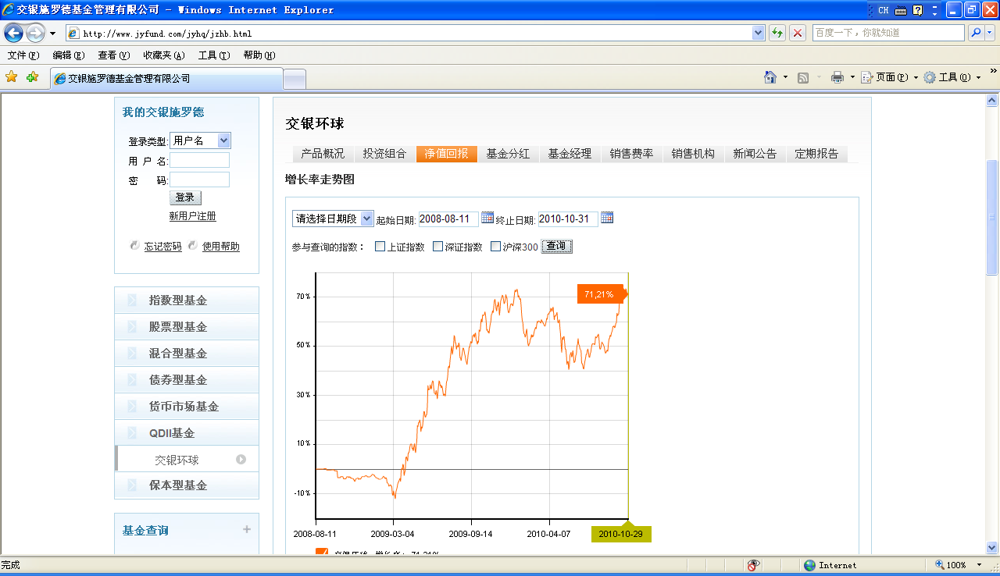 交银施罗德基金管理有限公司 - Windows Internet Explorer
CH
http://www.jyfund.com/jyhq/jzhb.html
百度一下，你就知道
文件(F) 编辑(E) 查看(V) 收藏夹(A) 工具(T) 帮助(H)
交银施罗德基金管理有限公司
页面(P) 工具(O)
我的交银施罗德
登录类型: 用户名
用 户 名:
密 码:
登录
新用户注册
忘记密码 使用帮助
指数型基金
股票型基金
混合型基金
债券型基金
货币市场基金
QDII基金
交银环球
保本型基金
基金查询
交银环球
产品概况 投资组合 净值回报 基金分红 基金经理 销售费率 销售机构 新闻公告 定期报告
增长率走势图
请选择日期段 起始日期: 2008-08-11 终止日期: 2010-10-31
参与查询的指数： 上证指数 深证指数 沪深300 查询
70%
71,21%
50%
30%
10%
-10%
2008-08-11 2009-03-04 2009-09-14 2010-04-07 2010-10-29
交银环球 增长率: 71.21%
完成
Internet
100%